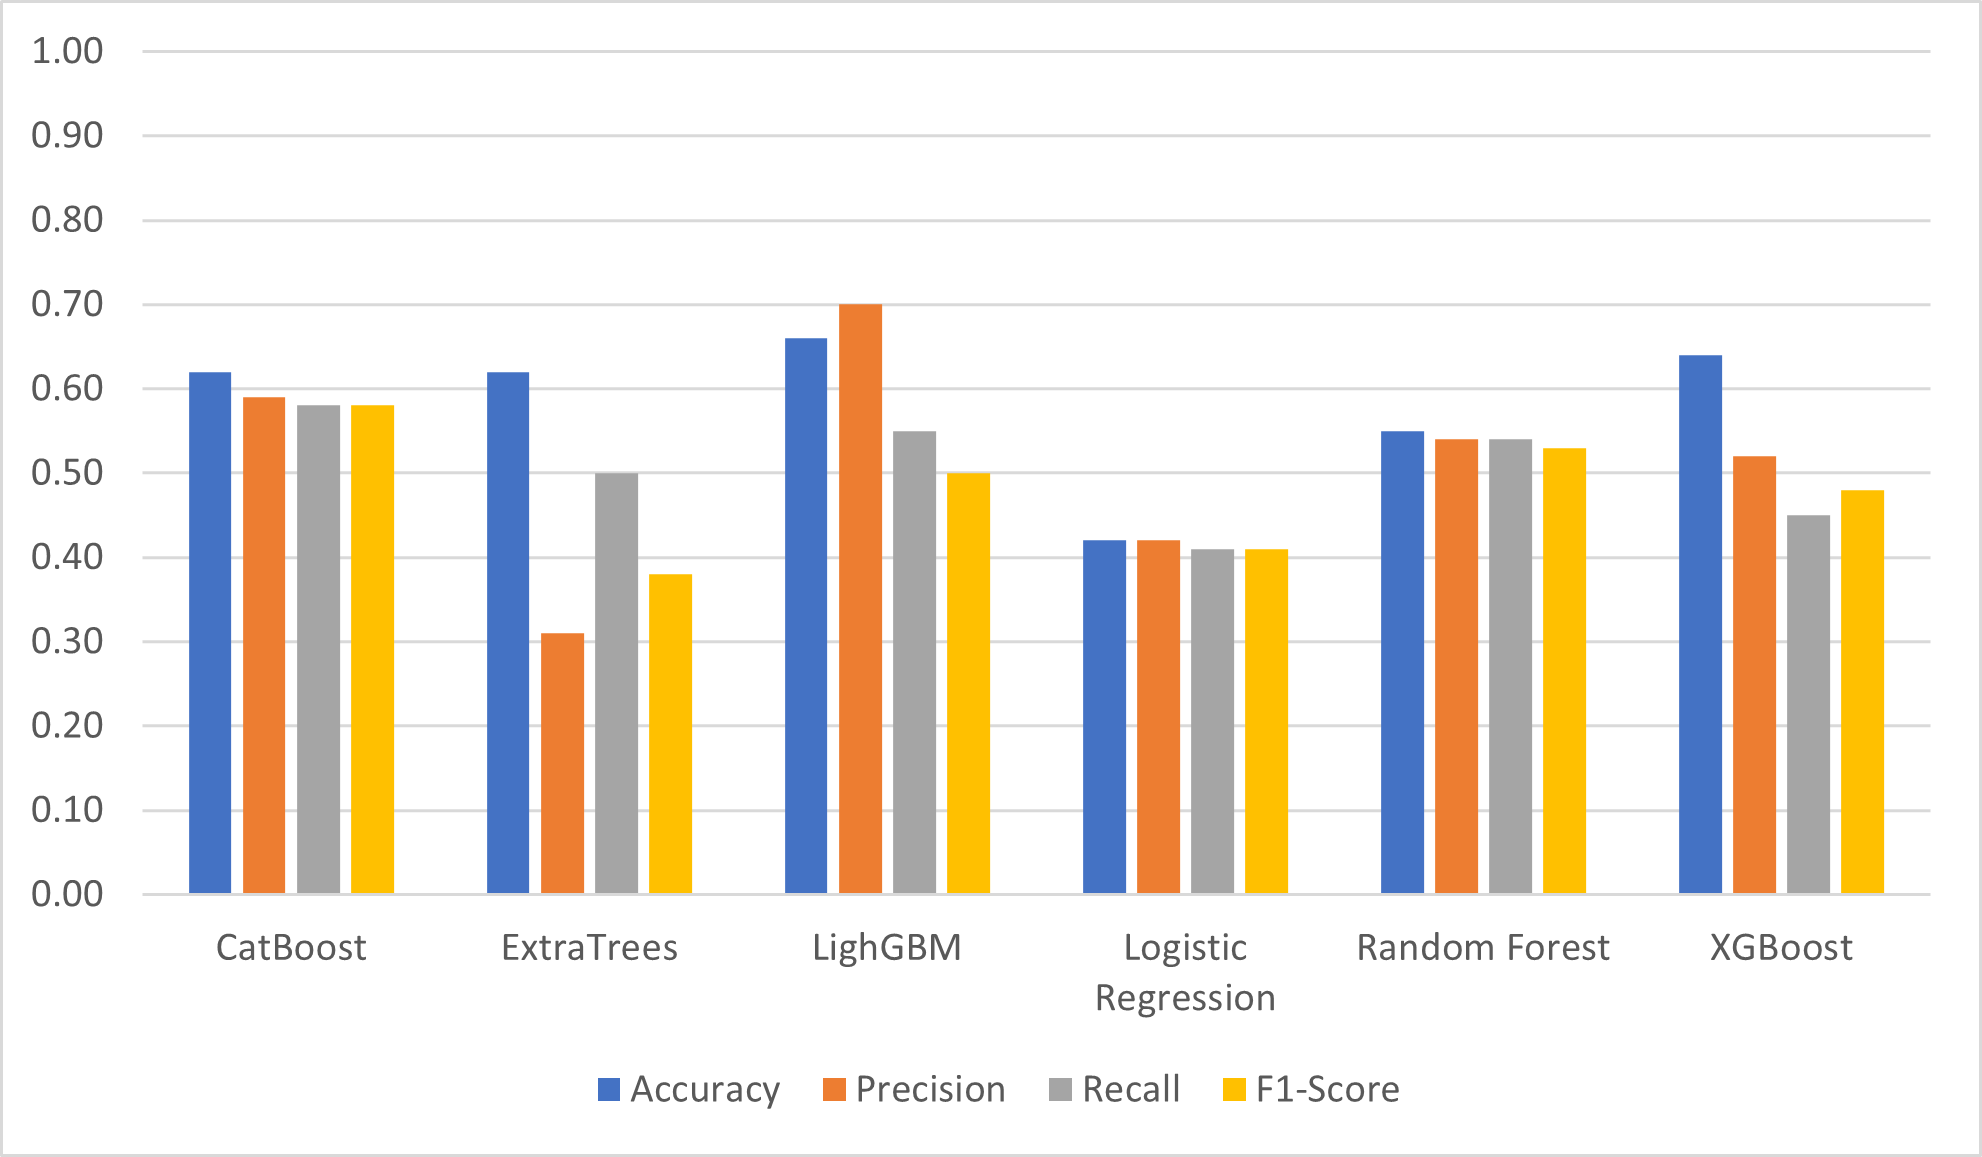 1.00
0.90
0.80
0.70
0.60
0.50
0.40
0.30
0.20
0.10
0.00
CatBoost
ExtraTrees
LighGBM
Logistic
Regression
Random Forest
XGBoost
Accuracy
Precision
Recall
F1-Score